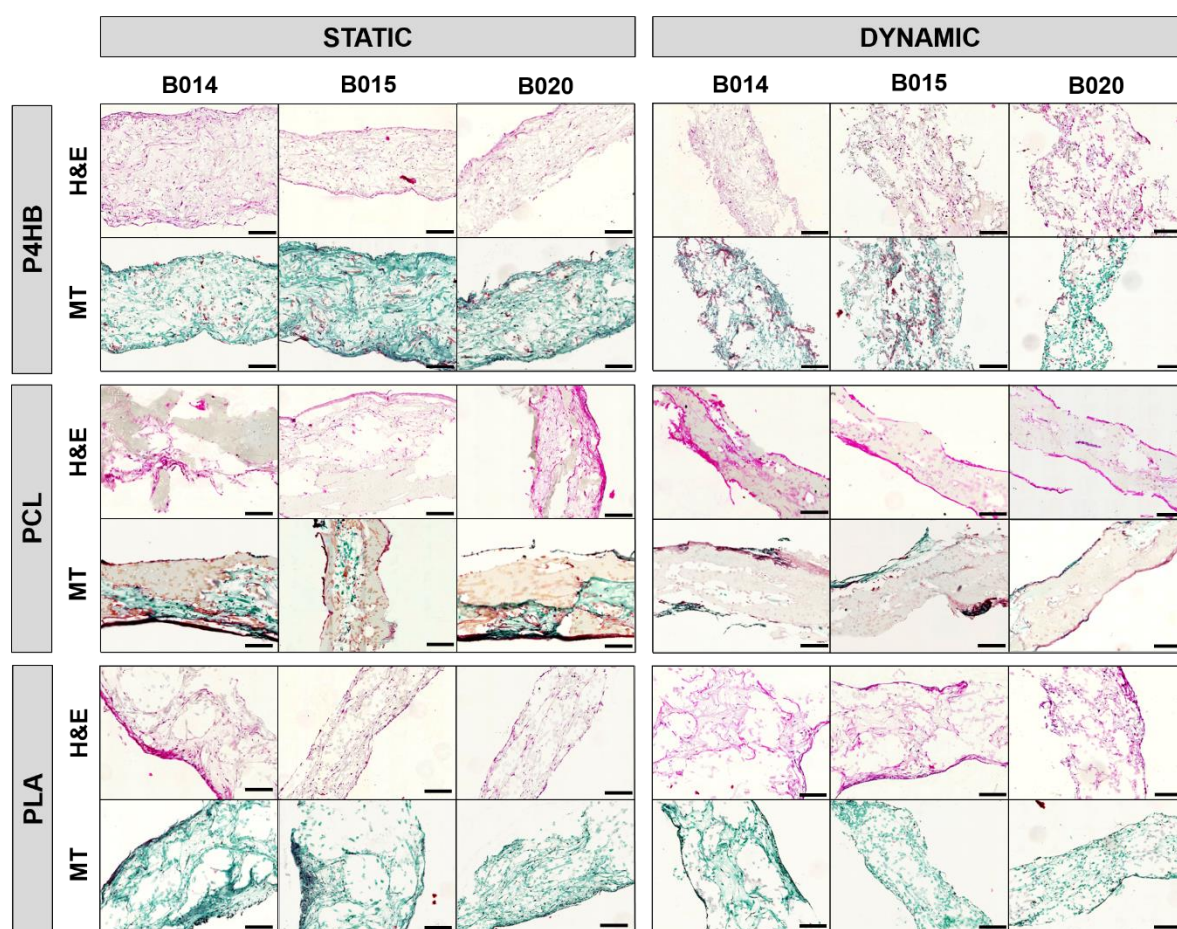 STATIC
DYNAMIC
B014
B015
B020
B014
B015
B020
P4HB
H&E
MT
PCL
H&E
MT
PLA
H&E
MT